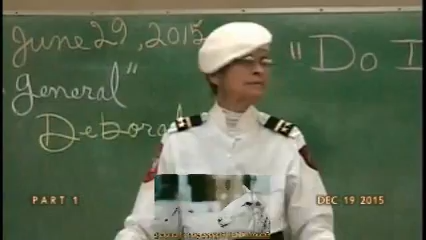 June 29, 2015
"Do I
general"
Deborah
PART 1
DEC 19 2015